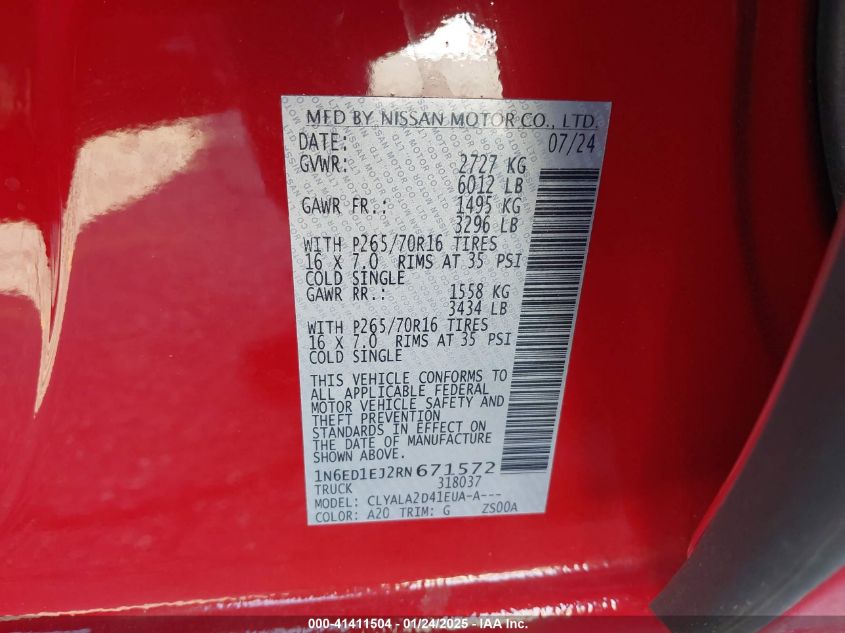 MFD BY NISSAN MOTOR CO., LTD.
DATE: 07/24
GVWR: 2727 KG
6012 LB
GAWR FR.: 1495 KG
3296 LB
WITH P265/70R16 TIRES
16 X 7.0 RIMS AT 35 PSI
COLD SINGLE
GAWR RR.: 1558 KG
3434 LB
WITH P265/70R16 TIRES
16 X 7.0 RIMS AT 35 PSI
COLD SINGLE
THIS VEHICLE CONFORMS TO
ALL APPLICABLE FEDERAL
MOTOR VEHICLE SAFETY AND
THEFT PREVENTION
STANDARDS IN EFFECT ON
THE DATE OF MANUFACTURE
SHOWN ABOVE.
1N6ED1EJ2RN671572
TRUCK 318037
MODEL: CLYALA2D41EUA-A---
COLOR: A20 TRIM: G ZS00A
000-41411504 - 01/24/2025 - IAA Inc.